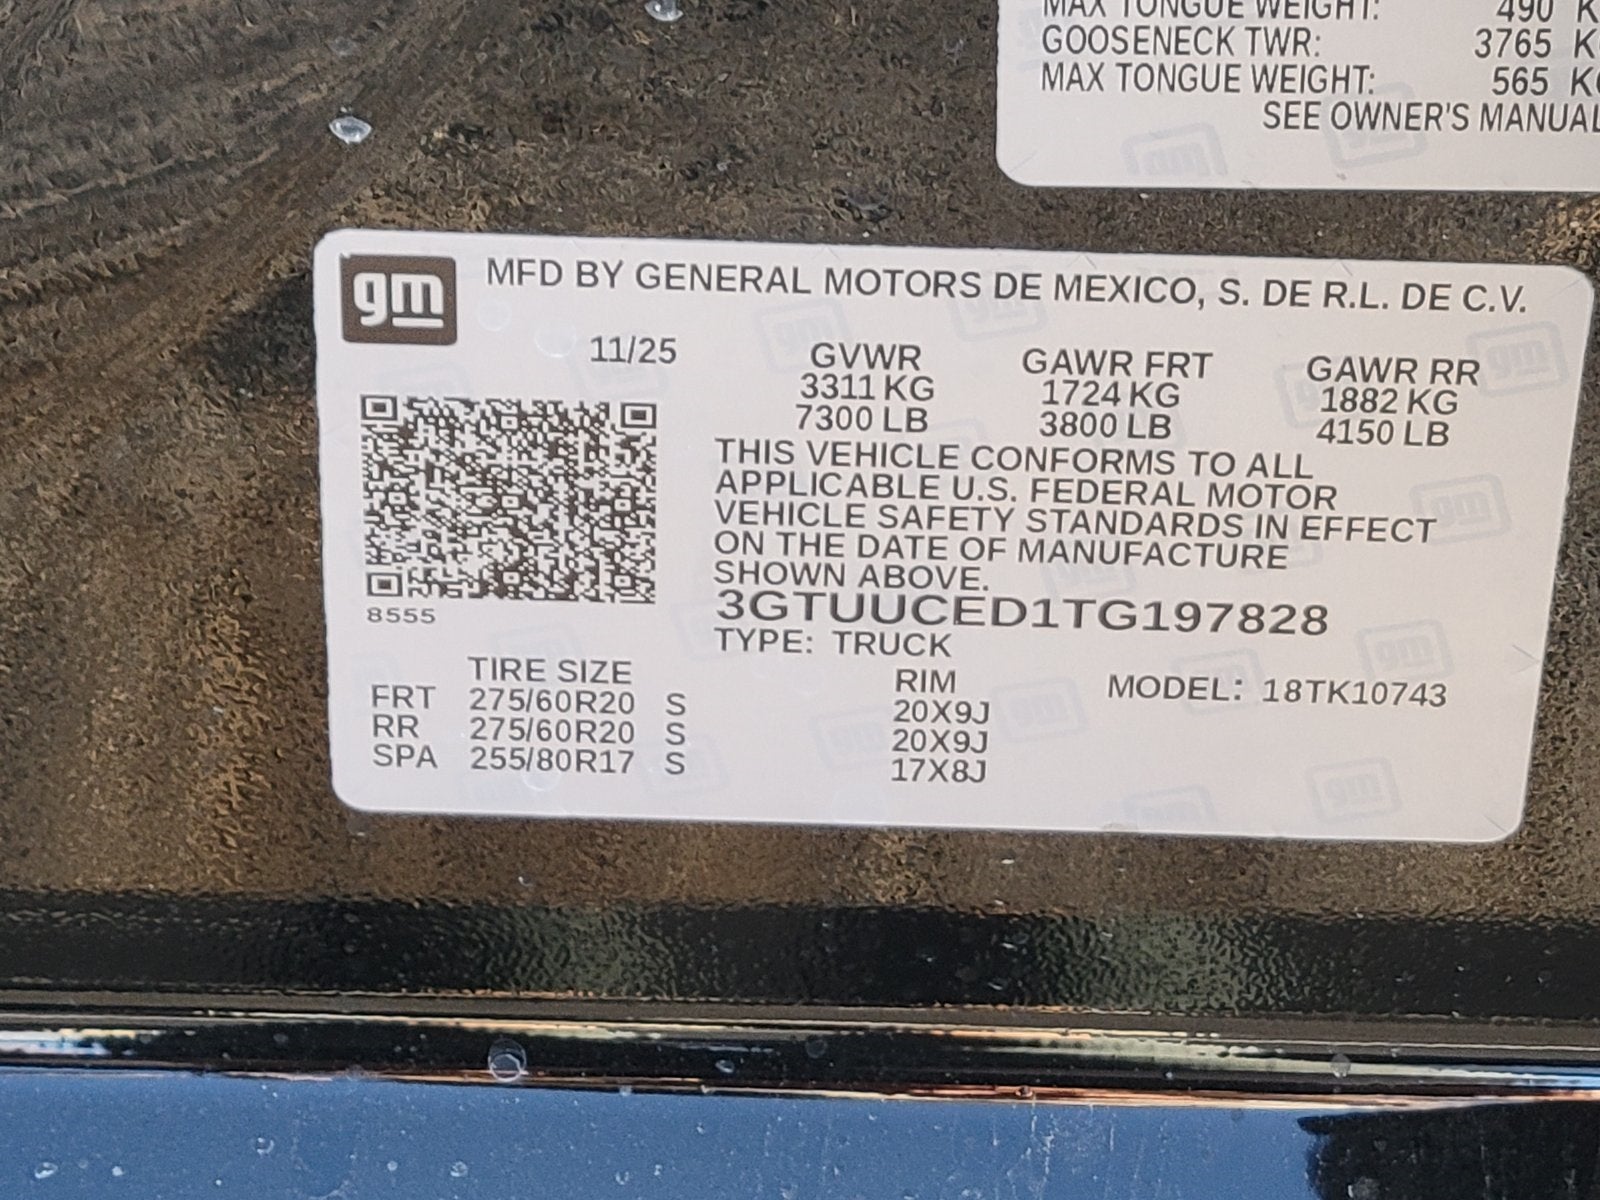 MAX TONGUE WEIGHT: 490 K
GOOSENECK TWR: 3765 KG
MAX TONGUE WEIGHT: 565 KG
SEE OWNER'S MANUAL
gm
MFD BY GENERAL MOTORS DE MEXICO, S. DE R.L. DE C.V.
11/25
GVWR GAWR FRT GAWR RR
3311 KG 1724 KG 1882 KG
7300 LB 3800 LB 4150 LB
THIS VEHICLE CONFORMS TO ALL
APPLICABLE U.S. FEDERAL MOTOR
VEHICLE SAFETY STANDARDS IN EFFECT
ON THE DATE OF MANUFACTURE
SHOWN ABOVE.
8555
3GTUUCED1TG197828
TYPE: TRUCK
TIRE SIZE RIM MODEL: 18TK10743
FRT 275/60R20 S 20X9J
RR 275/60R20 S 20X9J
SPA 255/80R17 S 17X8J